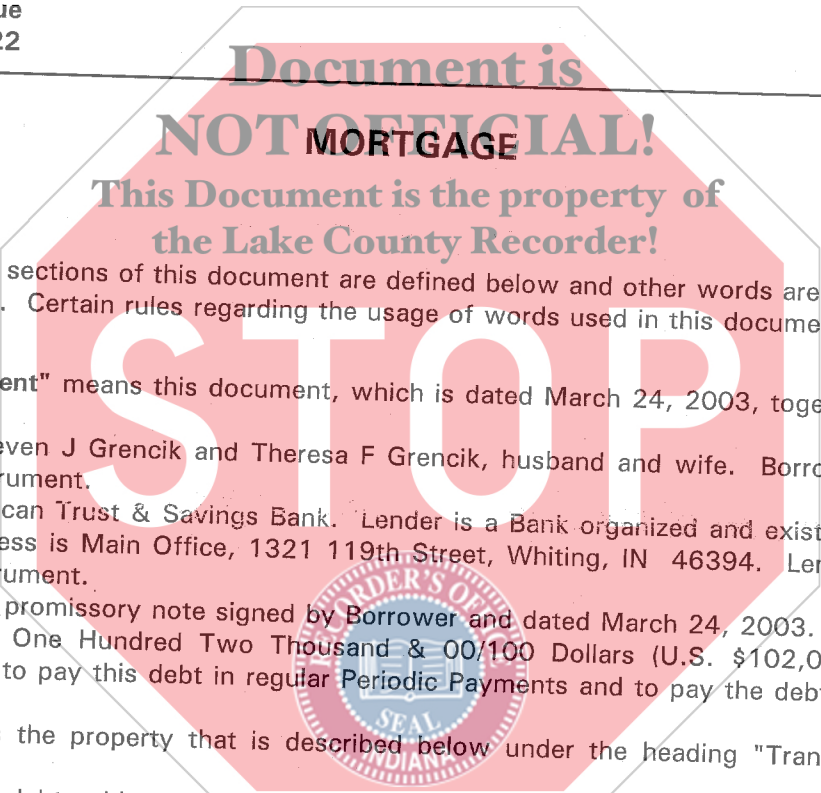 ue
22
Document is
NOT OFFICIAL!
MORTGAGE
This Document is the property of
the Lake County Recorder!
sections of this document are defined below and other words are
. Certain rules regarding the usage of words used in this docume
STOP
ent" means this document, which is dated March 24, 2003, toge
even J Grencik and Theresa F Grencik, husband and wife. Borro
rument.
can Trust & Savings Bank. Lender is a Bank organized and exist
ess is Main Office, 1321 119th Street, Whiting, IN 46394. Len
rument.
promissory note signed by Borrower and dated March 24, 2003.
One Hundred Two Thousand & 00/100 Dollars (U.S. $102,0
to pay this debt in regular Periodic Payments and to pay the debt
the property that is described below under the heading "Tran
RECORDER'S OFFICE
SEAL
INDIANA